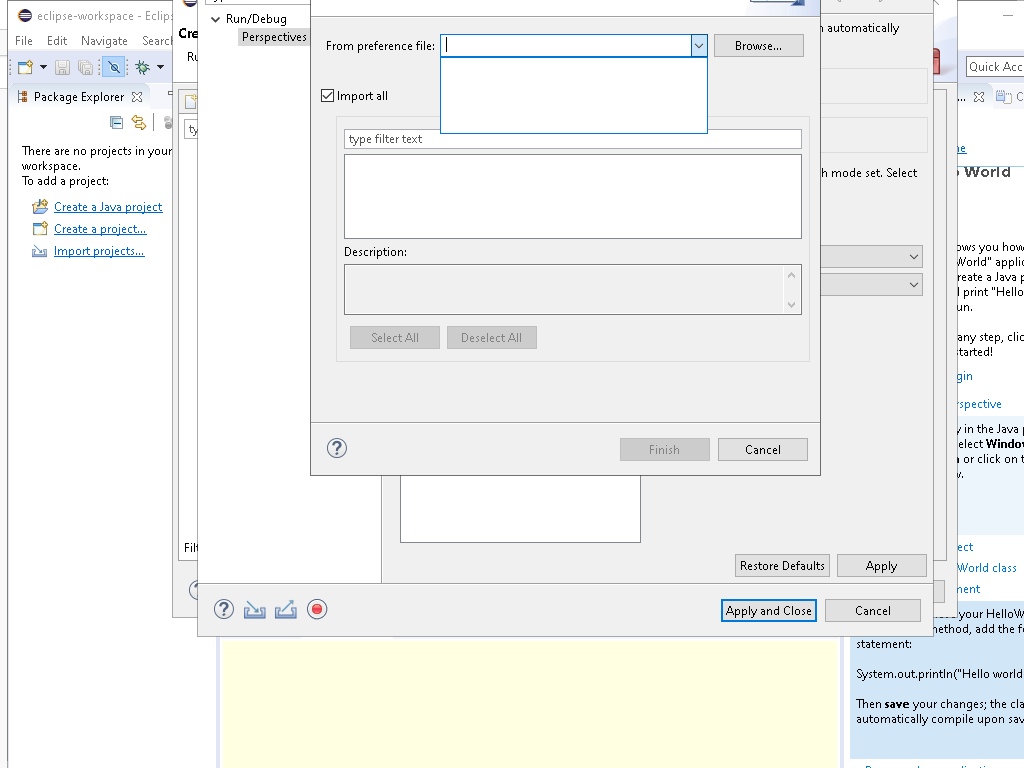 eclipse-workspace - Eclips
File Edit Navigate Search
Quick Acc
Package Explorer
There are no projects in your
workspace.
To add a project:
Create a Java project
Create a project...
Import projects...
Cre
Ru
ty
Filt
Run/Debug
Perspectives
From preference file:
Browse...
Import all
type filter text
Description:
Select All
Deselect All
Finish
Cancel
n automatically
h mode set. Select
Restore Defaults
Apply
Apply and Close
Cancel
...
C
ne
o World
ows you how
World" applic
reate a Java p
l print "Hello
un.
any step, clic
started!
gin
rspective
y in the Java p
elect Window
n or click on t
w.
ect
World class
ment
your HelloW
nethod, add the fo
statement:
System.out.println("Hello world
Then save your changes; the cla
automatically compile upon sav